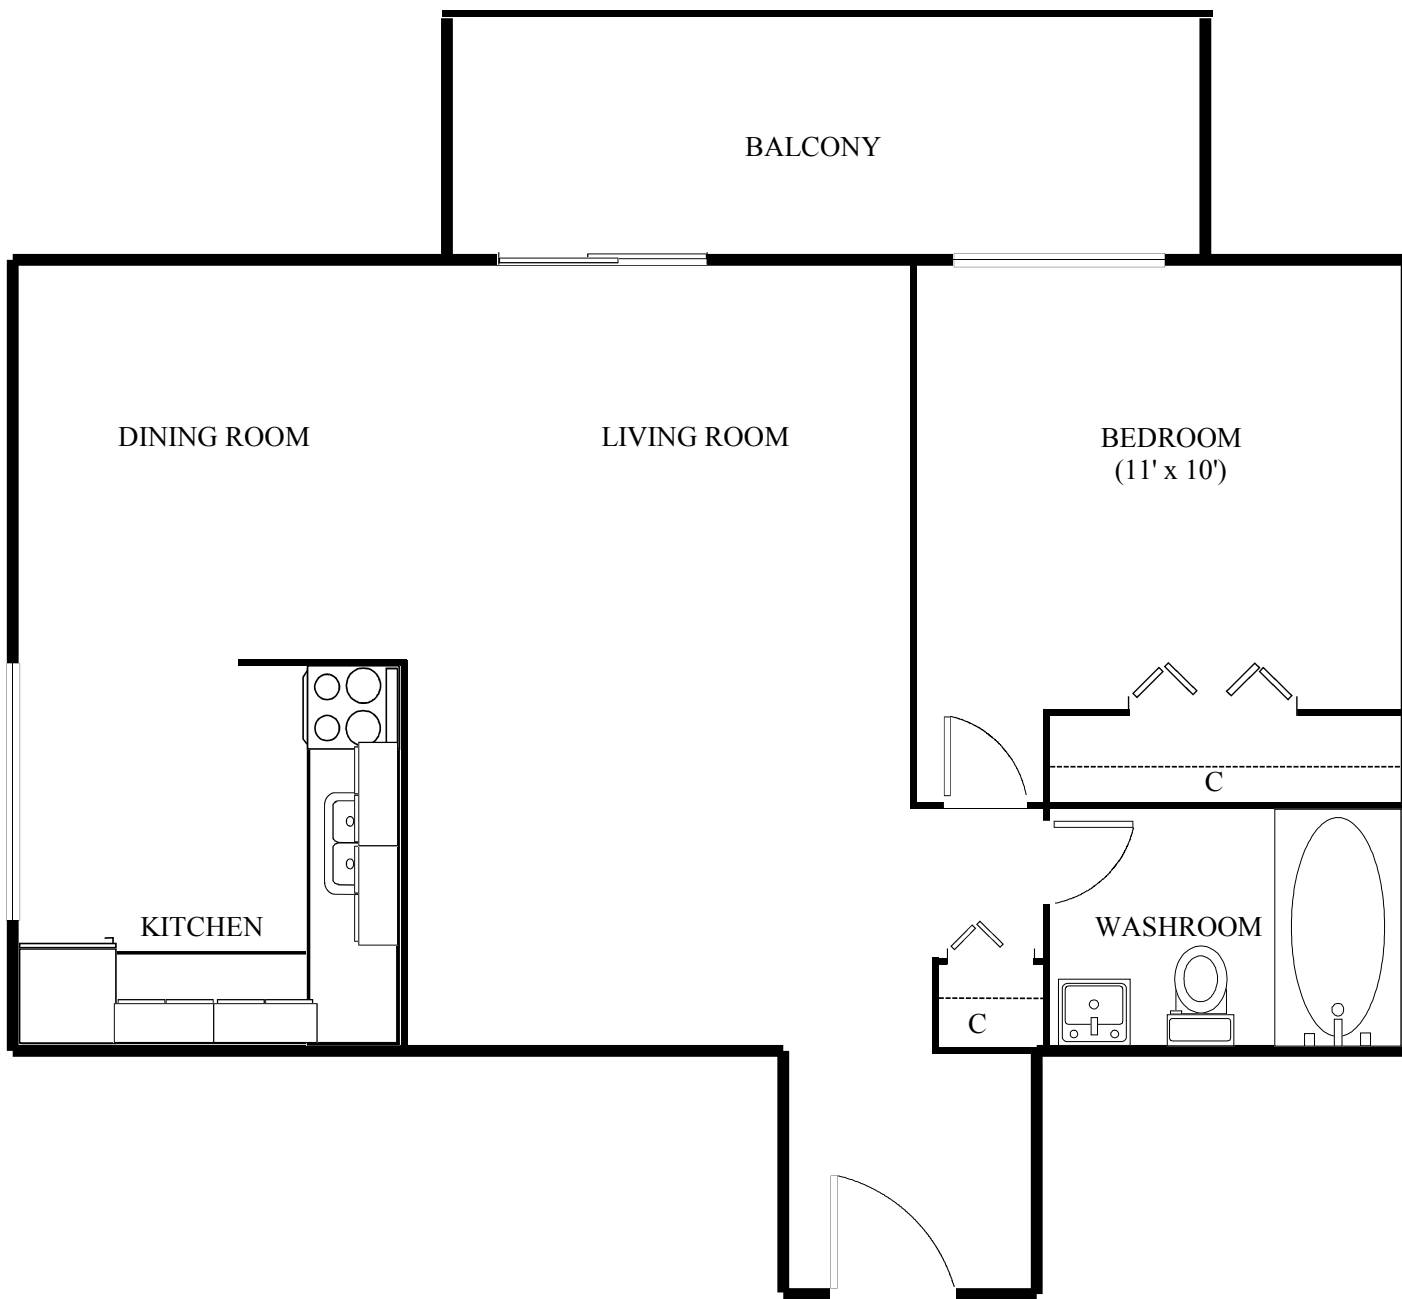 BALCONY
DINING ROOM
LIVING ROOM
BEDROOM
(11' x 10')
C
KITCHEN
WASHROOM
C